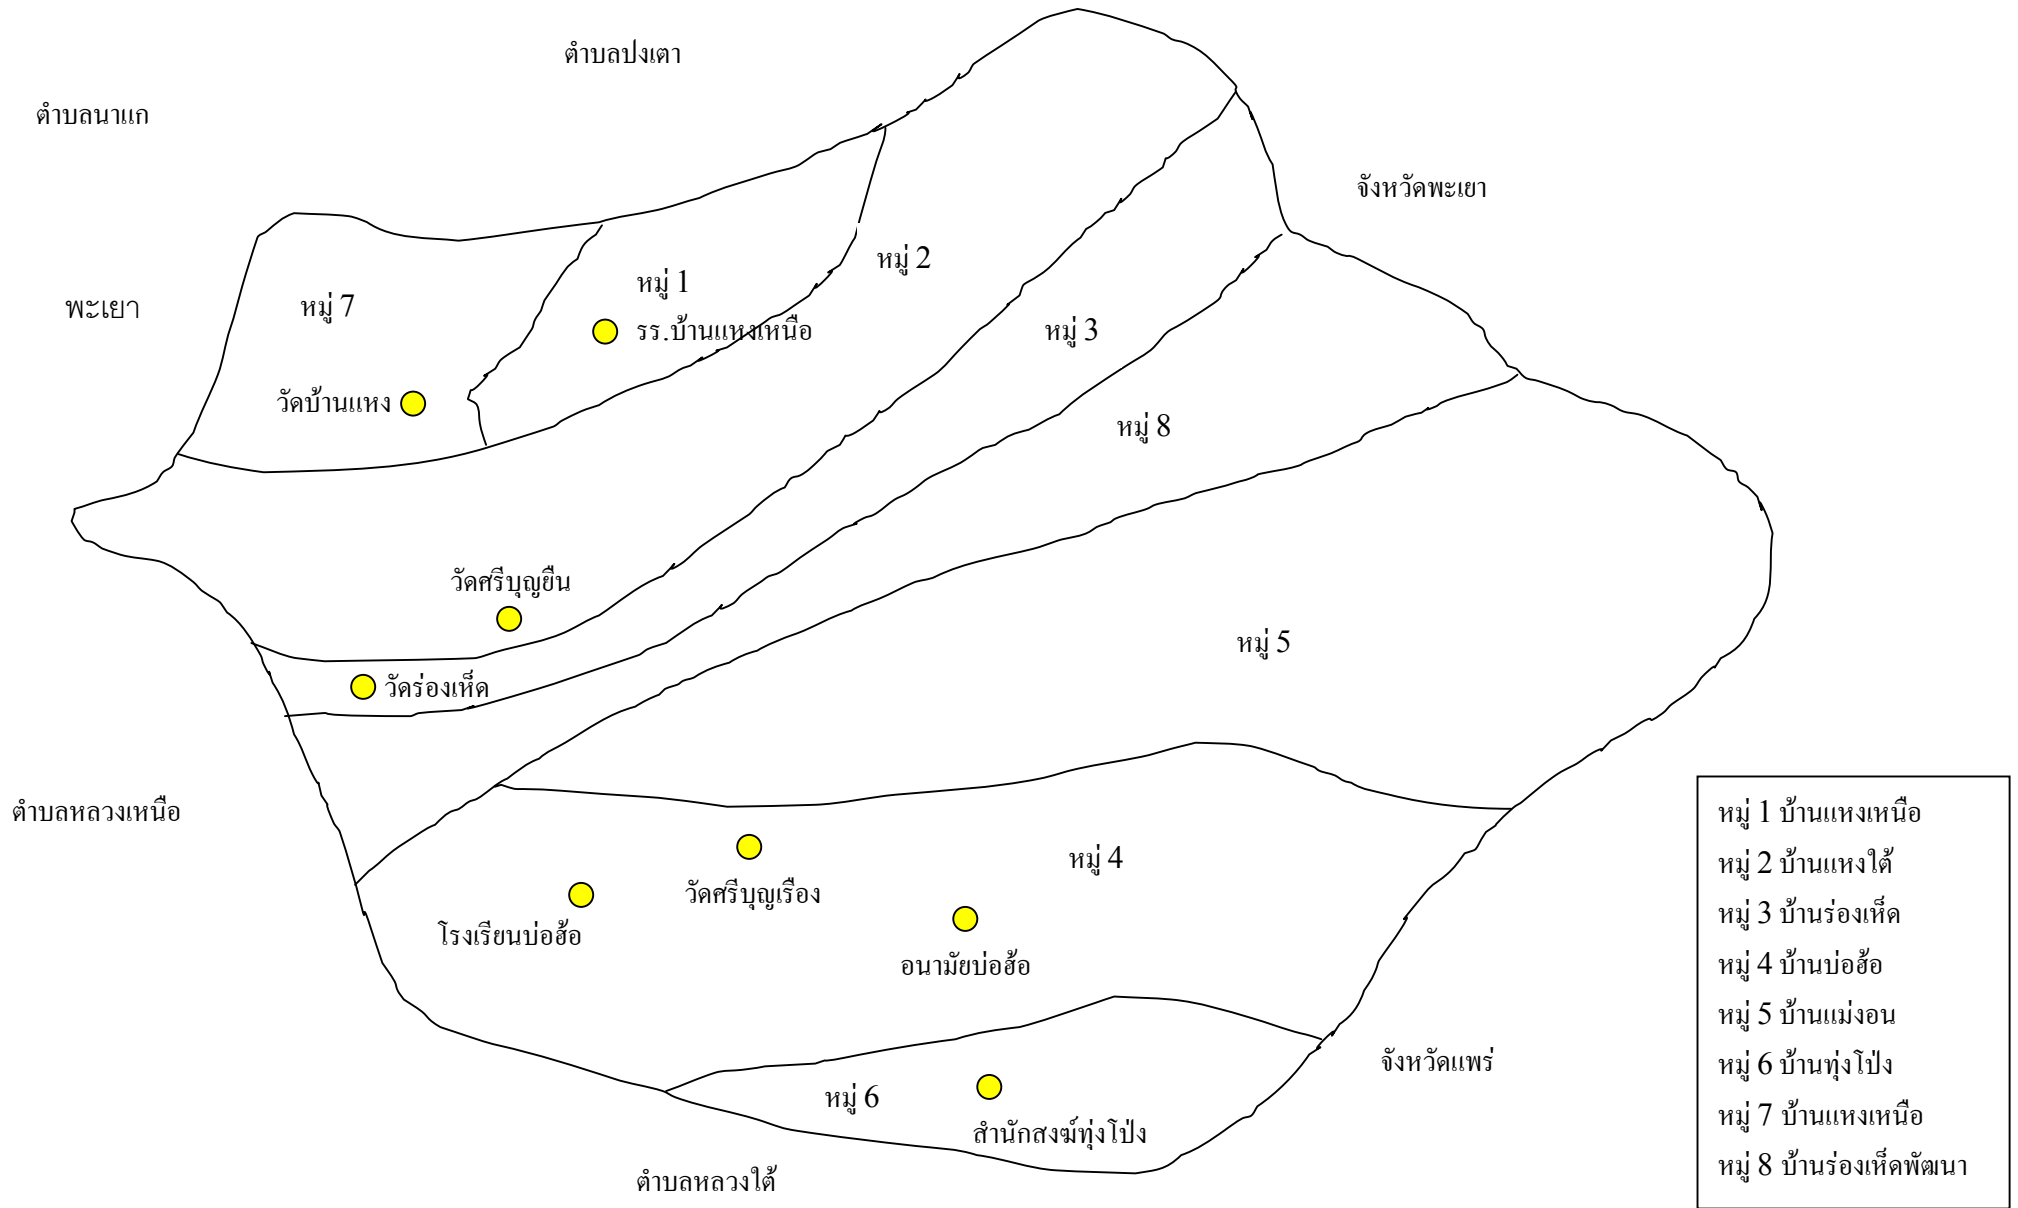 ตำบลปงเตา
ตำบลนาแก
จังหวัดพะเยา
หมู่ 2
หมู่ 1
หมู่ 7
พะเยา
รร.บ้านแหงเหนือ
หมู่ 3
วัดบ้านแหง
หมู่ 8
วัดศรีบุญยืน
หมู่ 5
วัดร่องเห็ด
ตำบลหลวงเหนือ
หมู่ 4
วัดศรีบุญเรือง
โรงเรียนบ่อฮ้อ
อนามัยบ่อฮ้อ
จังหวัดแพร่
หมู่ 6
สำนักสงฆ์ทุ่งโป่ง
ตำบลหลวงใต้
หมู่ 1 บ้านแหงเหนือ
หมู่ 2 บ้านแหงใต้
หมู่ 3 บ้านร่องเห็ด
หมู่ 4 บ้านบ่อฮ้อ
หมู่ 5 บ้านแม่งอน
หมู่ 6 บ้านทุ่งโป่ง
หมู่ 7 บ้านแหงเหนือ
หมู่ 8 บ้านร่องเห็ดพัฒนา